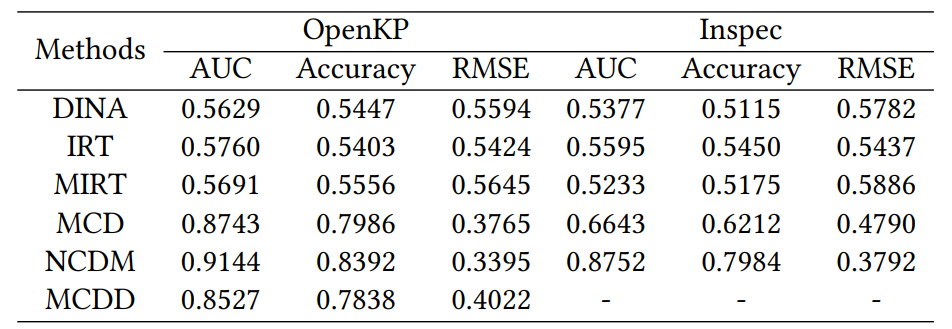 Methods OpenKP Inspec
AUC Accuracy RMSE AUC Accuracy RMSE
DINA 0.5629 0.5447 0.5594 0.5377 0.5115 0.5782
IRT 0.5760 0.5403 0.5424 0.5595 0.5450 0.5437
MIRT 0.5691 0.5556 0.5645 0.5233 0.5175 0.5886
MCD 0.8743 0.7986 0.3765 0.6643 0.6212 0.4790
NCDM 0.9144 0.8392 0.3395 0.8752 0.7984 0.3792
MCDD 0.8527 0.7838 0.4022 - - -